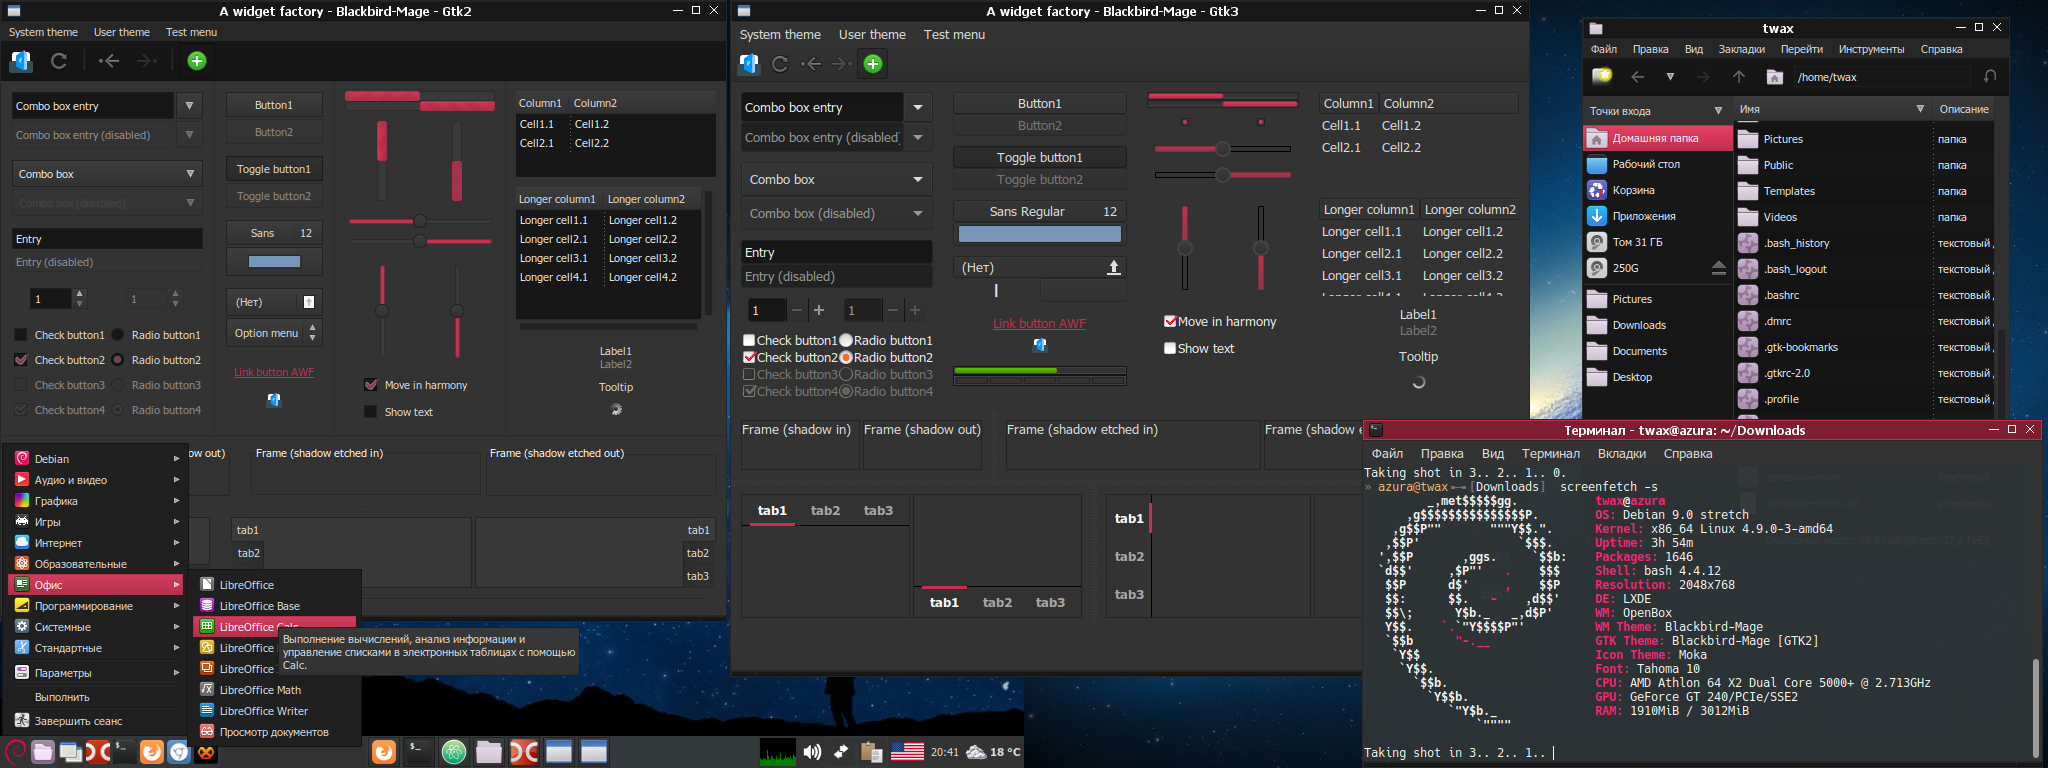 A widget factory - Blackbird-Mage - Gtk2
System theme User theme Test menu
Combo box entry
Combo box entry (disabled)
Combo box
Combo box (disabled)
Entry
Entry (disabled)
1 1
Check button1 Radio button1
Check button2 Radio button2
Check button3 Radio button3
Check button4 Radio button4
Button1
Button2
Toggle button1
Toggle button2
Sans 12
(Нет)
Option menu
Link button AWF
Move in harmony
Show text
Column1 Column2
Cell1.1 Cell1.2
Cell2.1 Cell2.2
Longer column1 Longer column2
Longer cell1.1 Longer cell1.2
Longer cell2.1 Longer cell2.2
Longer cell3.1 Longer cell3.2
Longer cell4.1 Longer cell4.2
Label1
Label2
Tooltip
ow out) Frame (shadow etched in) Frame (shadow etched out)
tab1 tab1
tab2 tab2
tab3
Debian
Аудио и видео
Графика
Игры
Интернет
Образовательные
Офис
Программирование
Системные
Стандартные
Параметры
Выполнить
Завершить сеанс
LibreOffice
LibreOffice Base
LibreOffice Calc
LibreOffice
LibreOffice
LibreOffice Math
LibreOffice Writer
Просмотр документов
Выполнение вычислений, анализ информации и
управление списками в электронных таблицах с помощью
Calc.
20:41 18 °C
A widget factory - Blackbird-Mage - Gtk3
System theme User theme Test menu
Combo box entry
Combo box entry (disabled)
Combo box
Combo box (disabled)
Entry
Entry (disabled)
1 1
Check button1 Radio button1
Check button2 Radio button2
Check button3 Radio button3
Check button4 Radio button4
Button1
Button2
Toggle button1
Toggle button2
Sans Regular 12
(Нет)
Link button AWF
Move in harmony
Show text
Column1 Column2
Cell1.1 Cell1.2
Cell2.1 Cell2.2
Longer column1 Longer column2
Longer cell1.1 Longer cell1.2
Longer cell2.1 Longer cell2.2
Longer cell3.1 Longer cell3.2
Longer cell4.1 Longer cell4.2
Label1
Label2
Tooltip
Frame (shadow in) Frame (shadow out) Frame (shadow etched in) Frame (shadow e
tab1 tab2 tab3
tab1 tab2 tab3
tab1
tab2
tab3
twax
Файл Правка Вид Закладки Перейти Инструменты Справка
/home/twax
Точки входа
Домашняя папка
Рабочий стол
Корзина
Приложения
Том 31 ГБ
250G
Pictures
Downloads
Documents
Desktop
Имя Описание
Pictures папка
Public папка
Templates папка
Videos папка
.bash_history текстовый
.bash_logout текстовый
.bashrc текстовый
.dmrc текстовый
.gtk-bookmarks текстовый
.gtkrc-2.0 текстовый
.profile текстовый
Терминал - twax@azura: ~/Downloads
Файл Правка Вид Терминал Вкладки Справка
Taking shot in 3.. 2.. 1.. 0.
» azura@twax [Downloads] screenfetch -s
twax@azura
OS: Debian 9.0 stretch
Kernel: x86_64 Linux 4.9.0-3-amd64
Uptime: 3h 54m
Packages: 1646
Shell: bash 4.4.12
Resolution: 2048x768
DE: LXDE
WM: OpenBox
WM Theme: Blackbird-Mage
GTK Theme: Blackbird-Mage [GTK2]
Icon Theme: Moka
Font: Tahoma 10
CPU: AMD Athlon 64 X2 Dual Core 5000+ @ 2.713GHz
GPU: GeForce GT 240/PCIe/SSE2
RAM: 1910MiB / 3012MiB
Taking shot in 3.. 2.. 1..